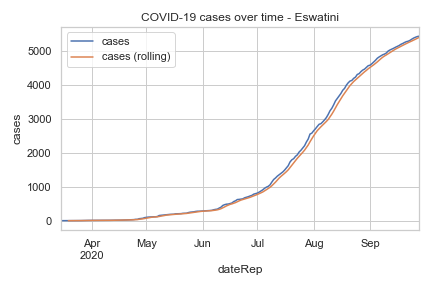 COVID-19 cases over time - Eswatini
cases
cases (rolling)
5000
4000
3000
2000
1000
0
cases
Apr
2020
May
Jun
Jul
Aug
Sep
dateRep